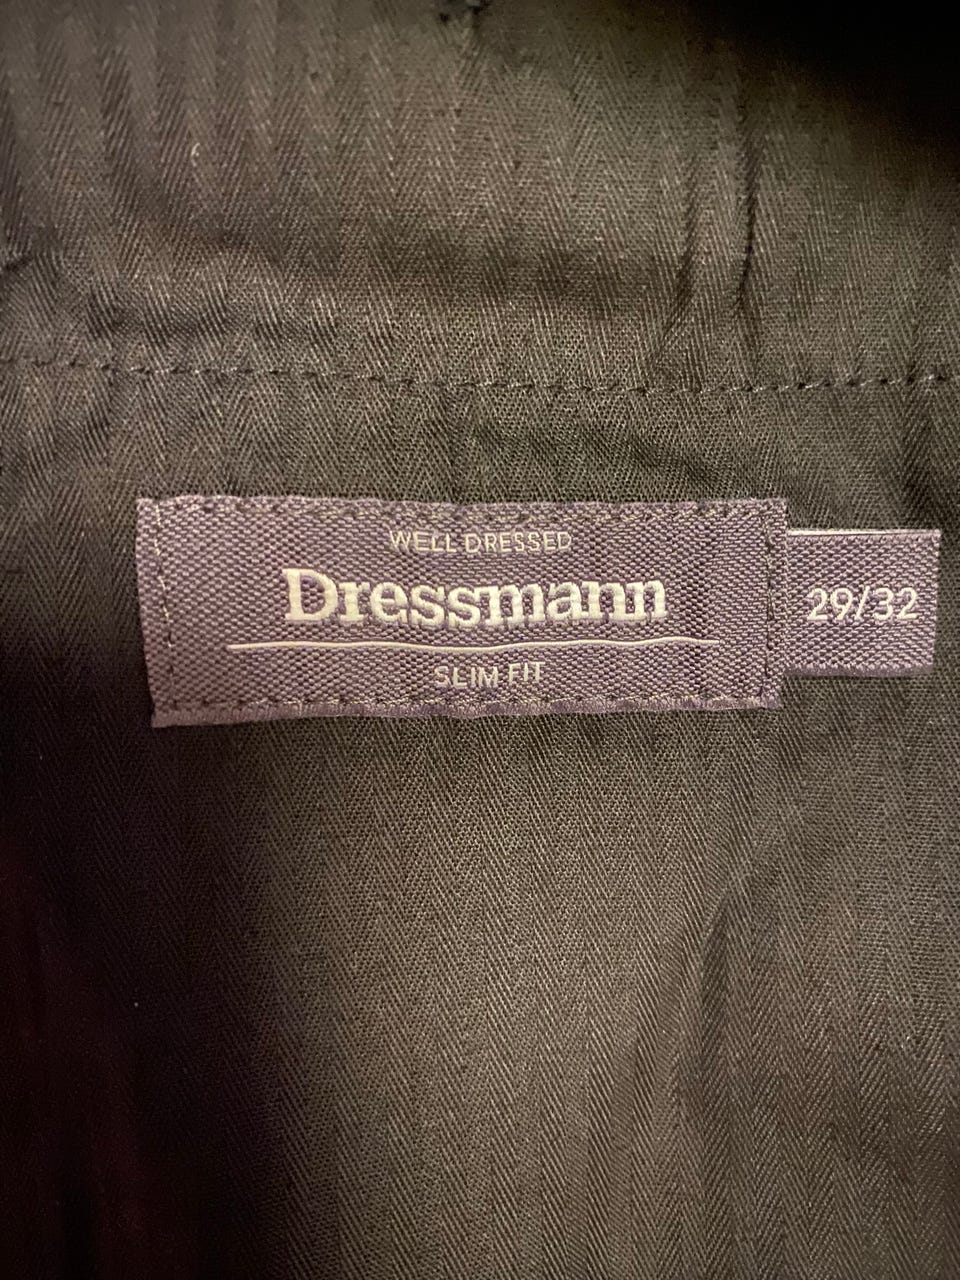 WELL DRESSED
Dressmann
SLIM FIT
29/32